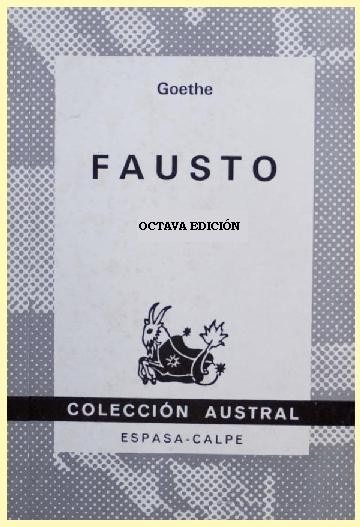 Goethe
FAUSTO
OCTAVA EDICIÓN
COLECCIÓN AUSTRAL
ESPASA-CALPE